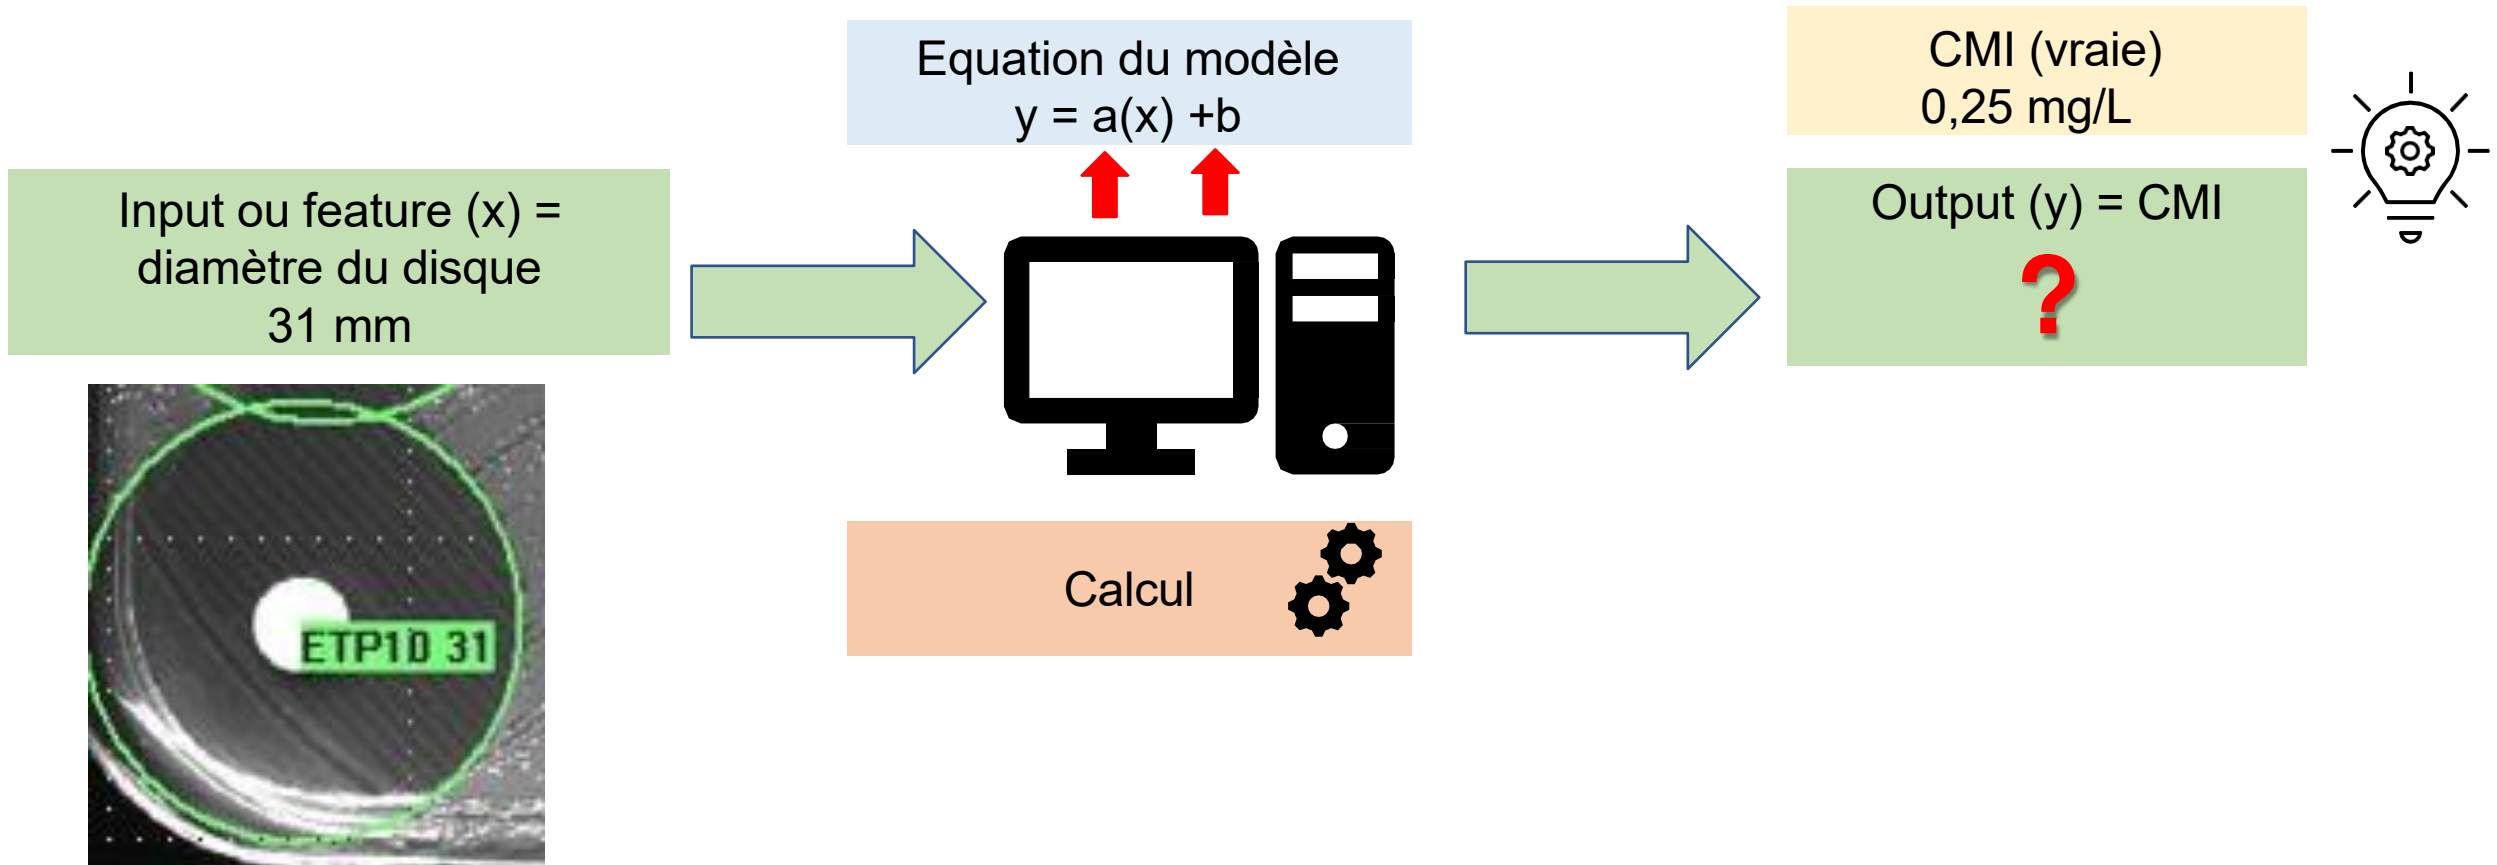 Input ou feature (x) =
diamètre du disque
31 mm
ETP10 31
Equation du modèle
y = a(x) +b
Calcul
CMI (vraie)
0,25 mg/L
Output (y) = CMI
?